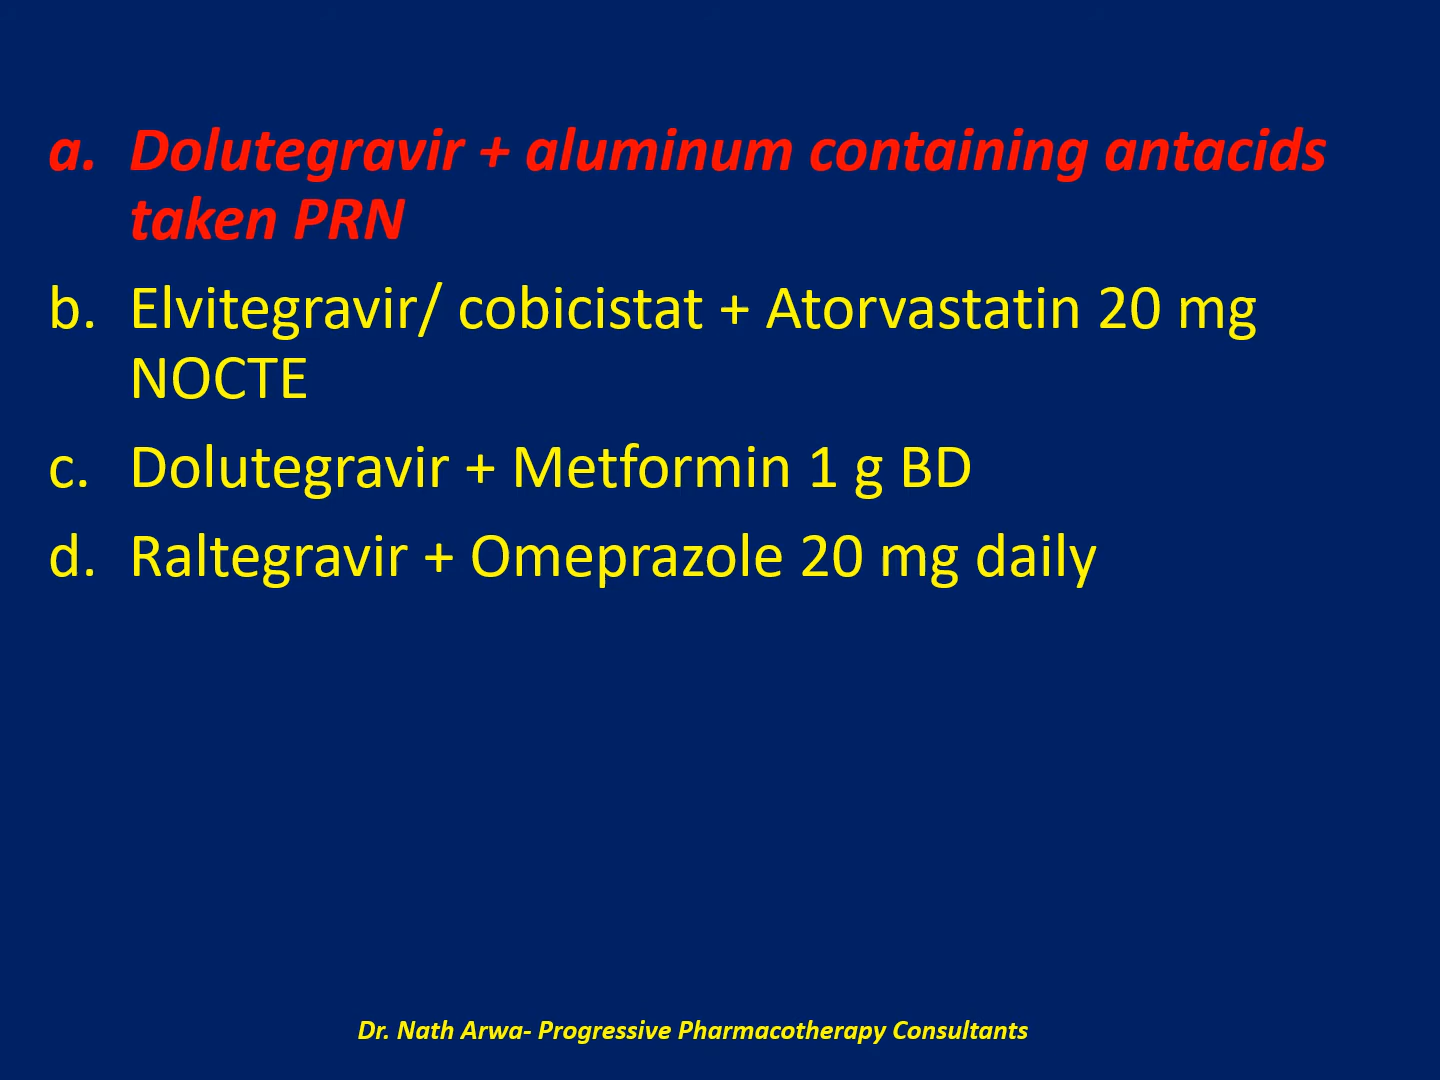 a. Dolutegravir + aluminum containing antacids
taken PRN
b. Elvitegravir/ cobicistat + Atorvastatin 20 mg
NOCTE
c. Dolutegravir + Metformin 1 g BD
d. Raltegravir + Omeprazole 20 mg daily
Dr. Nath Arwa- Progressive Pharmacotherapy Consultants